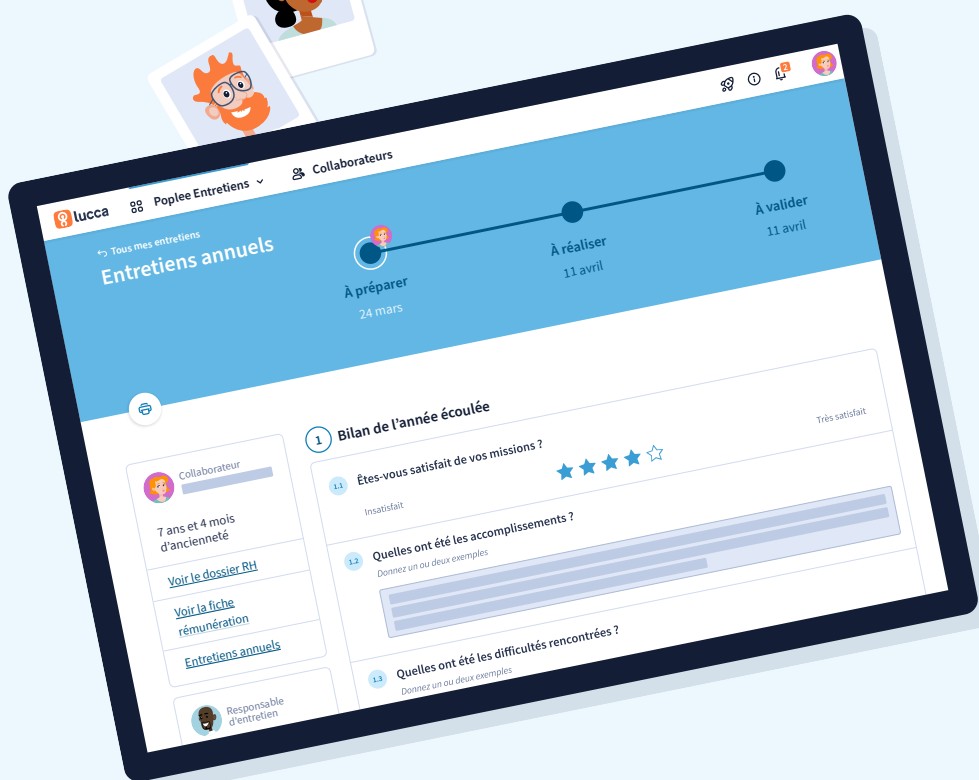 lucca
Poplee Entretiens
Collaborateurs
2
Tous mes entretiens
Entretiens annuels
À préparer
24 mars
À réaliser
11 avril
À valider
11 avril
Collaborateur
7 ans et 4 mois
d'ancienneté
Voir le dossier RH
Voir la fiche
rémunération
Entretiens annuels
Responsable
d'entretien
1 Bilan de l'année écoulée
1.1 Êtes-vous satisfait de vos missions ?
Insatisfait
Très satisfait
1.2 Quelles ont été les accomplissements ?
Donnez un ou deux exemples
1.3 Quelles ont été les difficultés rencontrées ?
Donnez un ou deux exemples